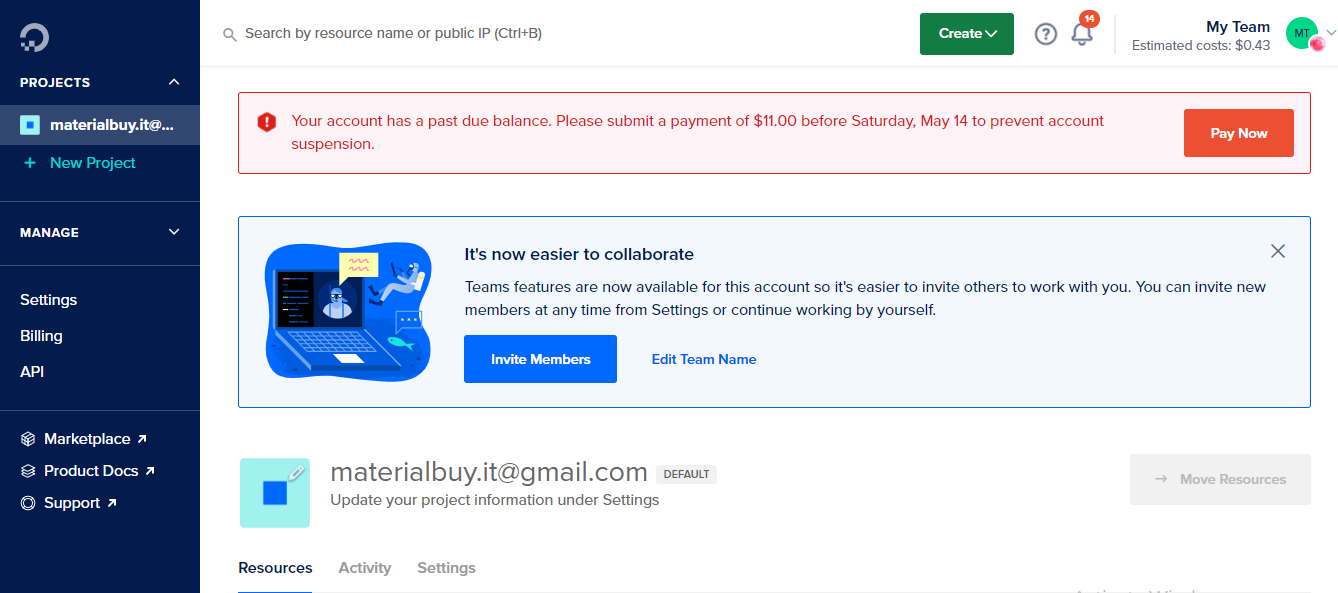 Search by resource name or public IP (Ctrl+B)
Create
14
My Team
Estimated costs: $0.43
MT
PROJECTS
materialbuy.it@...
+ New Project
MANAGE
Settings
Billing
API
Marketplace
Product Docs
Support
Your account has a past due balance. Please submit a payment of $11.00 before Saturday, May 14 to prevent account
suspension.
Pay Now
It's now easier to collaborate
Teams features are now available for this account so it's easier to invite others to work with you. You can invite new
members at any time from Settings or continue working by yourself.
Invite Members
Edit Team Name
materialbuy.it@gmail.com
DEFAULT
Update your project information under Settings
Move Resources
Resources
Activity
Settings